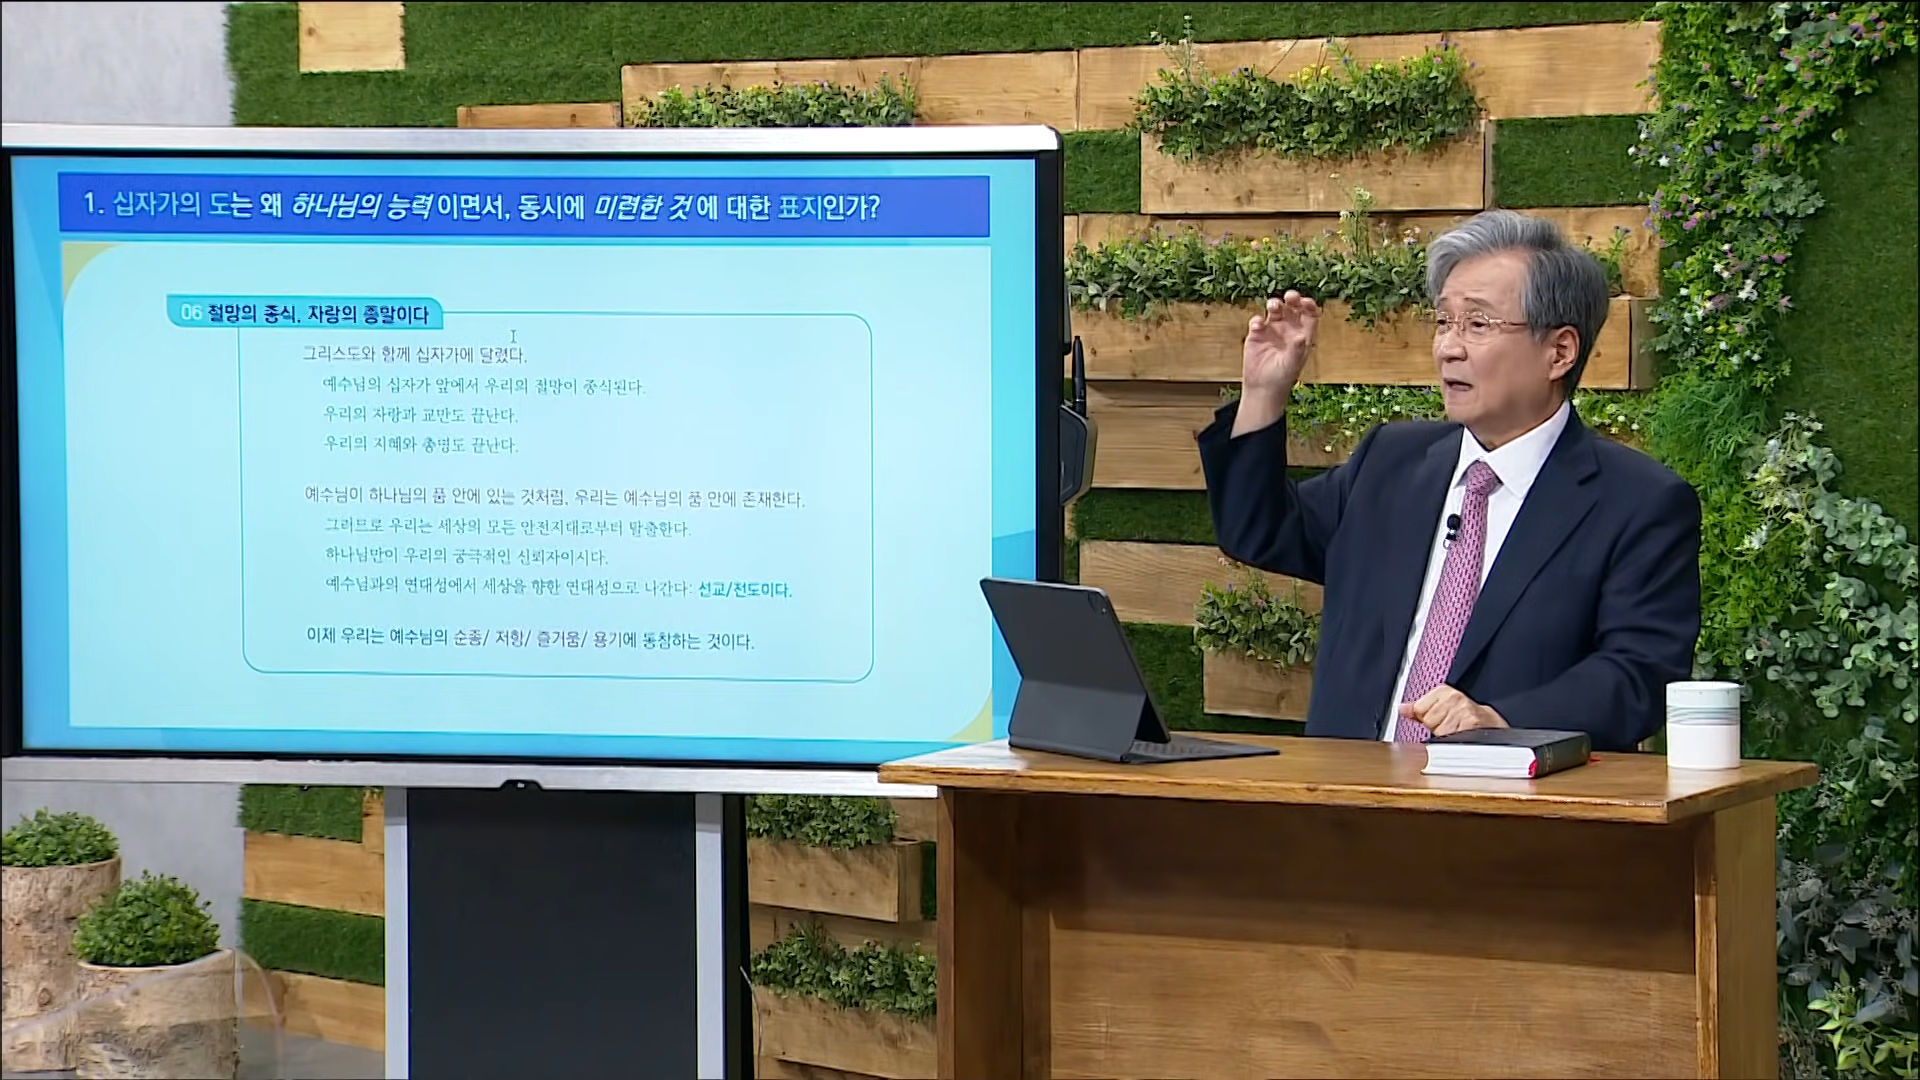 1. 십자가의 도는 왜 하나님의 능력이면서, 동시에 미련한 것에 대한 표지인가?
06 절망의 종식, 자랑의 종말이다
그리스도와 함께 십자가에 달렸다.
예수님의 십자가 앞에서 우리의 절망이 종식된다.
우리의 자랑과 교만도 끝난다.
우리의 지혜와 총명도 끝난다.
예수님이 하나님의 품 안에 있는 것처럼, 우리는 예수님의 품 안에 존재한다.
그러므로 우리는 세상의 모든 안전지대로부터 탈출한다.
하나님만이 우리의 궁극적인 신뢰자이시다.
예수님과의 연대성에서 세상을 향한 연대성으로 나간다: 선교/전도이다.
이제 우리는 예수님의 순종/ 저항/ 즐거움/ 용기에 동참하는 것이다.